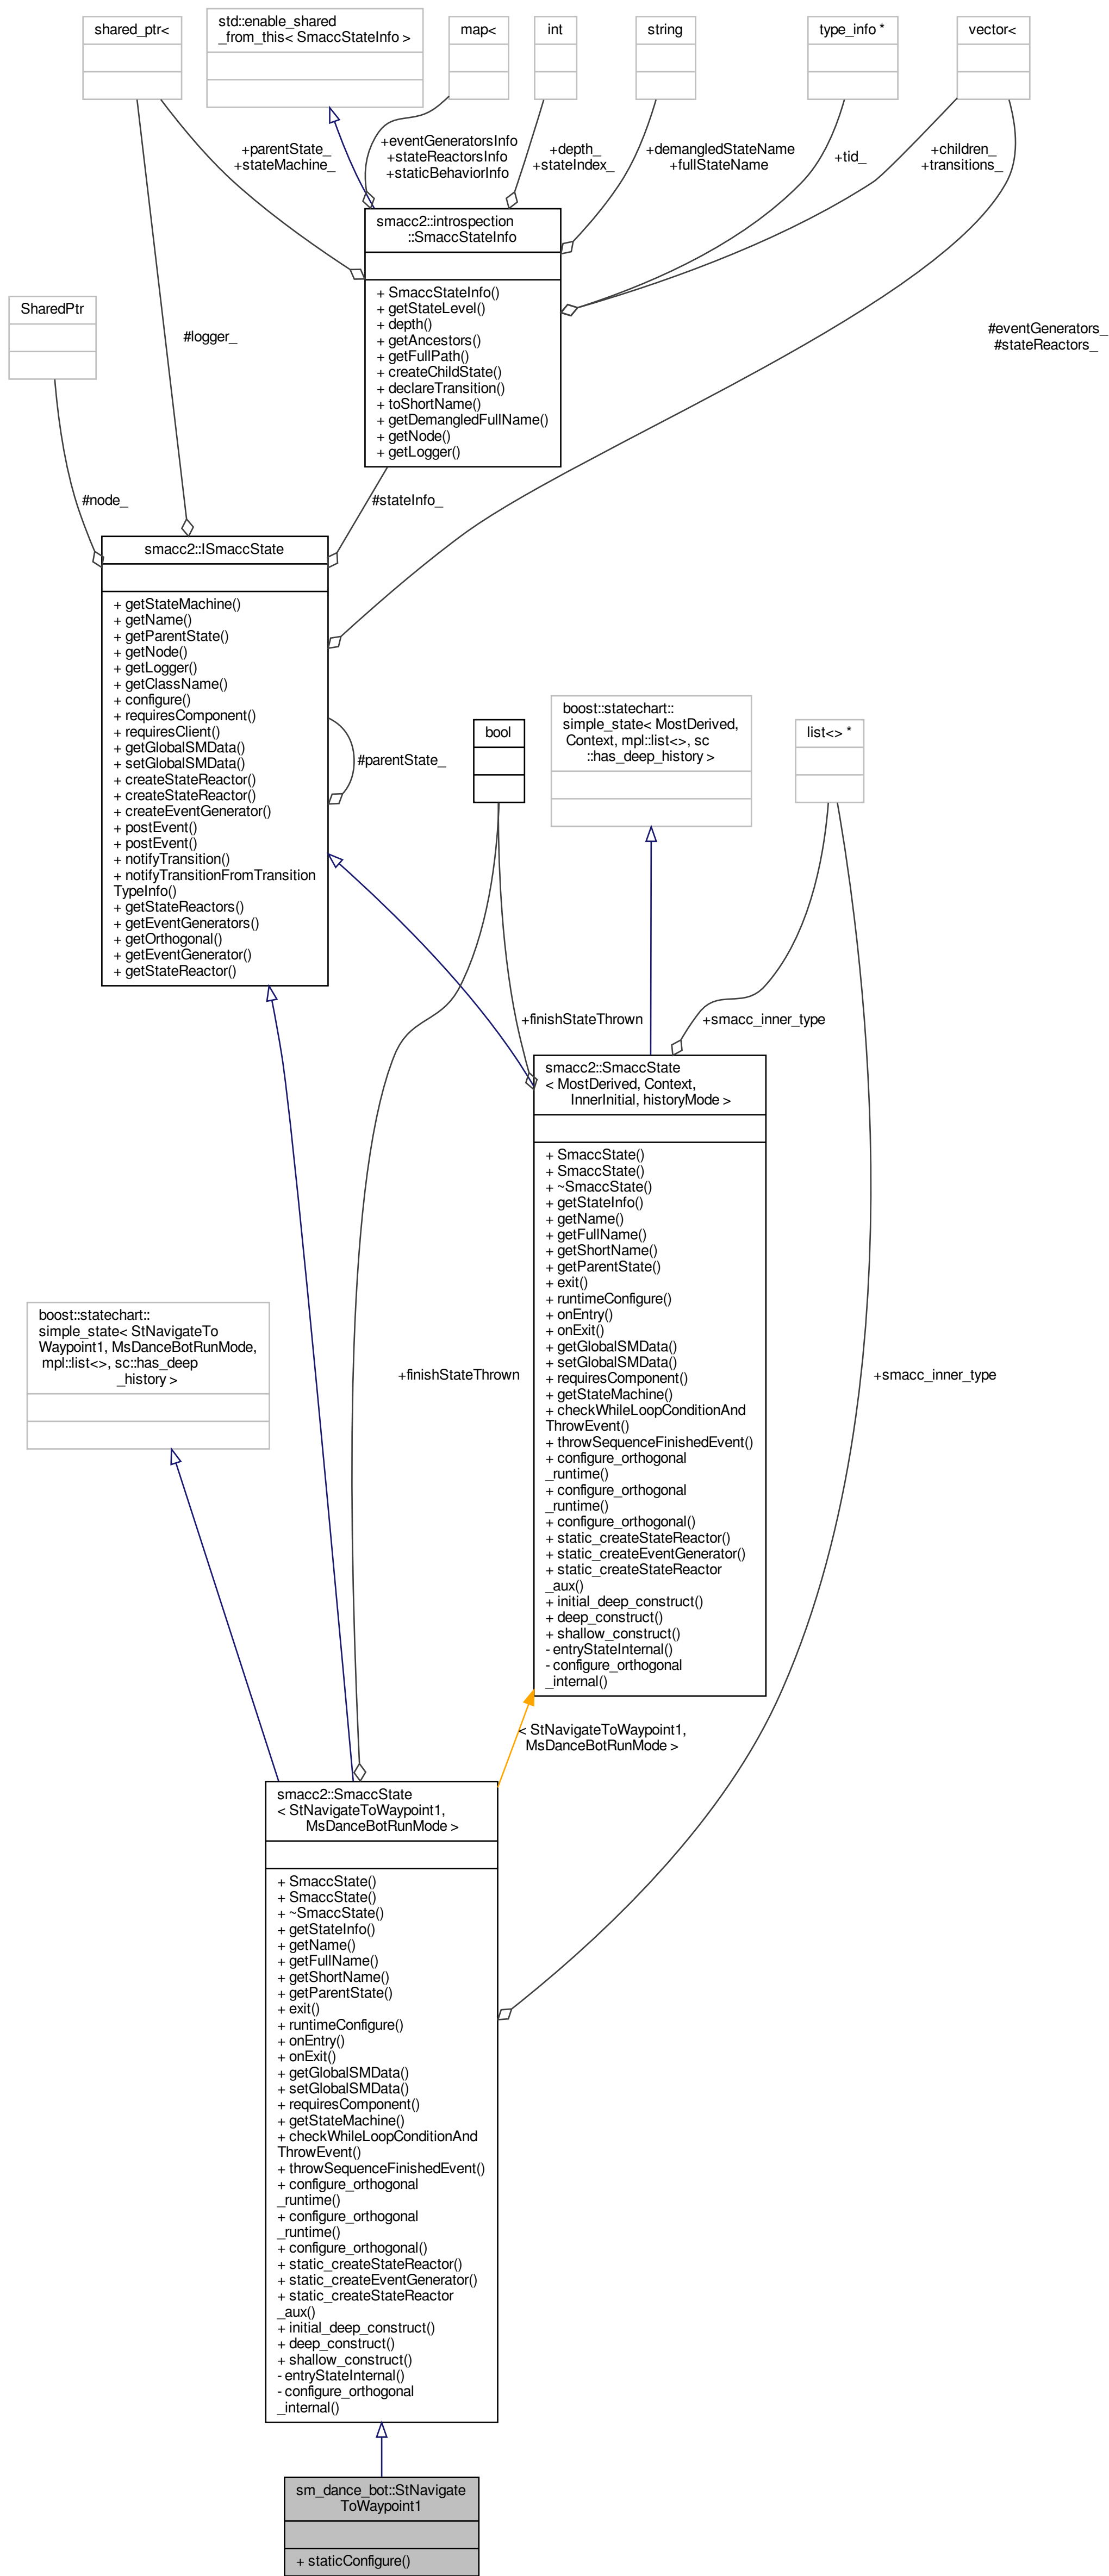 shared_ptr<
std::enable_shared
_from_this< SmaccStateInfo >
map<
int
string
type_info *
vector<
+parentState_
+stateMachine_
+eventGeneratorsInfo
+stateReactorsInfo
+staticBehaviorInfo
+depth_
+stateIndex_
+demangledStateName
+fullStateName
+tid_
+children_
+transitions_
smacc2::introspection
::SmaccStateInfo
+ SmaccStateInfo()
+ getStateLevel()
+ depth()
+ getAncestors()
+ getFullPath()
+ createChildState()
+ declareTransition()
+ toShortName()
+ getDemangledFullName()
+ getNode()
+ getLogger()
SharedPtr
#logger_
#eventGenerators_
#stateReactors_
#node_
#stateInfo_
smacc2::ISmaccState
+ getStateMachine()
+ getName()
+ getParentState()
+ getNode()
+ getLogger()
+ getClassName()
+ configure()
+ requiresComponent()
+ requiresClient()
+ getGlobalSMData()
+ setGlobalSMData()
+ createStateReactor()
+ createStateReactor()
+ createEventGenerator()
+ postEvent()
+ postEvent()
+ notifyTransition()
+ notifyTransitionFromTransition
TypeInfo()
+ getStateReactors()
+ getEventGenerators()
+ getOrthogonal()
+ getEventGenerator()
+ getStateReactor()
#parentState_
bool
boost::statechart::
simple_state< MostDerived,
Context, mpl::list<>, sc
::has_deep_history >
list<> *
+finishStateThrown
+smacc_inner_type
smacc2::SmaccState
< MostDerived, Context,
InnerInitial, historyMode >
+ SmaccState()
+ SmaccState()
+ ~SmaccState()
+ getStateInfo()
+ getName()
+ getFullName()
+ getShortName()
+ getParentState()
+ exit()
+ runtimeConfigure()
+ onEntry()
+ onExit()
+ getGlobalSMData()
+ setGlobalSMData()
+ requiresComponent()
+ getStateMachine()
+ checkWhileLoopConditionAnd
ThrowEvent()
+ throwSequenceFinishedEvent()
+ configure_orthogonal
_runtime()
+ configure_orthogonal
_runtime()
+ configure_orthogonal()
+ static_createStateReactor()
+ static_createEventGenerator()
+ static_createStateReactor
_aux()
+ initial_deep_construct()
+ deep_construct()
+ shallow_construct()
- entryStateInternal()
- configure_orthogonal
_internal()
boost::statechart::
simple_state< StNavigateTo
Waypoint1, MsDanceBotRunMode,
mpl::list<>, sc::has_deep
_history >
+finishStateThrown
+smacc_inner_type
< StNavigateToWaypoint1,
MsDanceBotRunMode >
smacc2::SmaccState
< StNavigateToWaypoint1,
MsDanceBotRunMode >
+ SmaccState()
+ SmaccState()
+ ~SmaccState()
+ getStateInfo()
+ getName()
+ getFullName()
+ getShortName()
+ getParentState()
+ exit()
+ runtimeConfigure()
+ onEntry()
+ onExit()
+ getGlobalSMData()
+ setGlobalSMData()
+ requiresComponent()
+ getStateMachine()
+ checkWhileLoopConditionAnd
ThrowEvent()
+ throwSequenceFinishedEvent()
+ configure_orthogonal
_runtime()
+ configure_orthogonal
_runtime()
+ configure_orthogonal()
+ static_createStateReactor()
+ static_createEventGenerator()
+ static_createStateReactor
_aux()
+ initial_deep_construct()
+ deep_construct()
+ shallow_construct()
- entryStateInternal()
- configure_orthogonal
_internal()
sm_dance_bot::StNavigate
ToWaypoint1
+ staticConfigure()